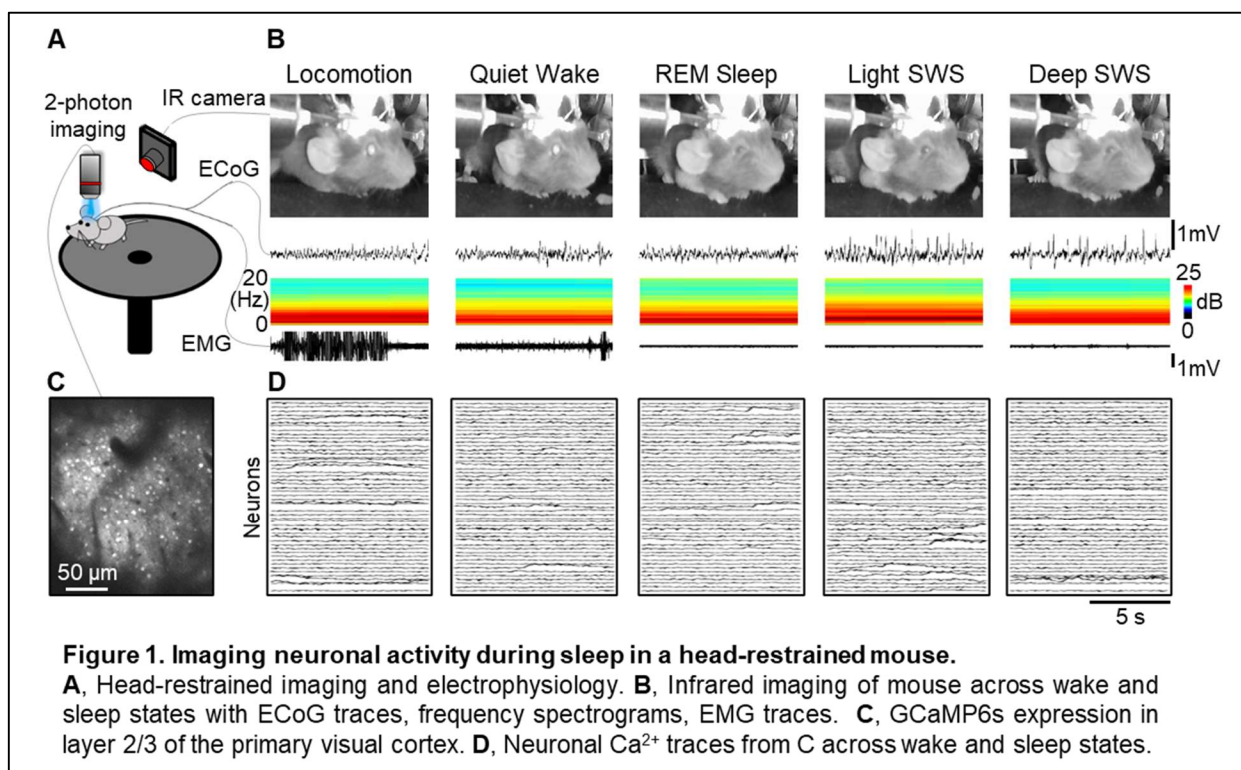 A
B
Locomotion
Quiet Wake
REM Sleep
Light SWS
Deep SWS
2-photon
imaging
IR camera
ECoG
1mV
20
(Hz)
0
25
dB
0
EMG
1mV
C
D
Neurons
50 µm
5 s
Figure 1. Imaging neuronal activity during sleep in a head-restrained mouse.
A, Head-restrained imaging and electrophysiology. B, Infrared imaging of mouse across wake and
sleep states with ECoG traces, frequency spectrograms, EMG traces. C, GCaMP6s expression in
layer 2/3 of the primary visual cortex. D, Neuronal Ca²⁺ traces from C across wake and sleep states.